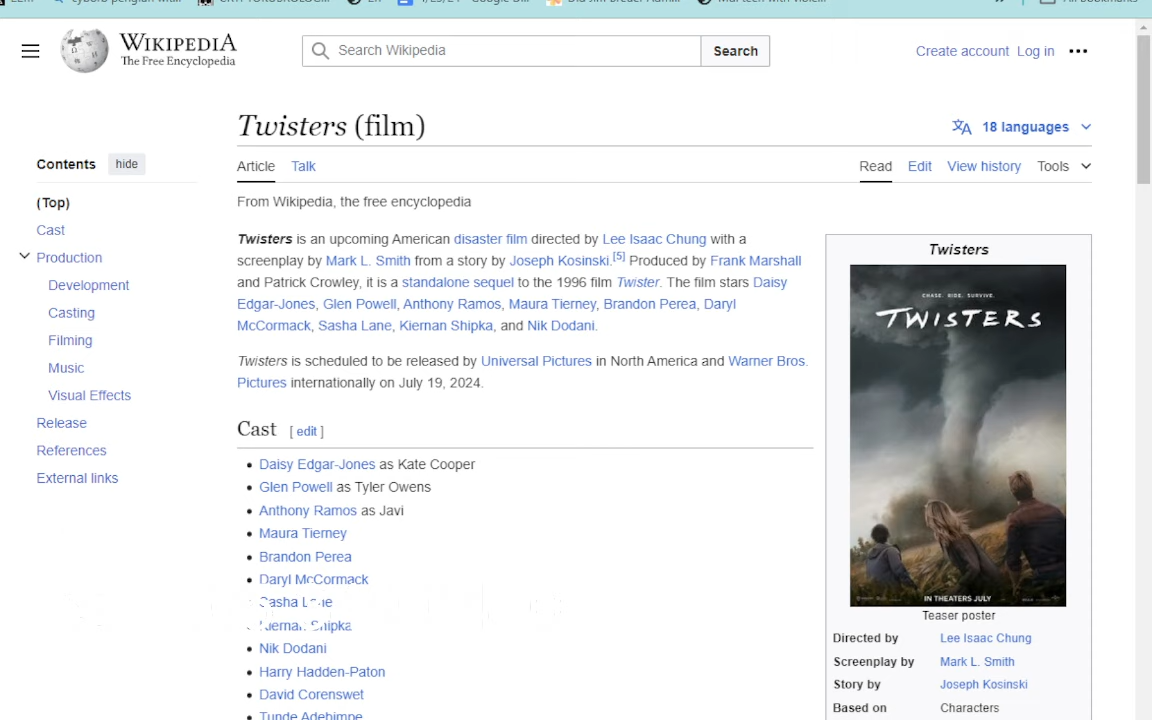 All Bookmarks
WIKIPEDIA
The Free Encyclopedia
Search Wikipedia
Search
Create account Log in
Twisters (film)
18 languages
Contents hide
(Top)
Cast
Production
Development
Casting
Filming
Music
Visual Effects
Release
References
External links
Article Talk
Read Edit View history Tools
From Wikipedia, the free encyclopedia
Twisters is an upcoming American disaster film directed by Lee Isaac Chung with a
screenplay by Mark L. Smith from a story by Joseph Kosinski.[5] Produced by Frank Marshall
and Patrick Crowley, it is a standalone sequel to the 1996 film Twister. The film stars Daisy
Edgar-Jones, Glen Powell, Anthony Ramos, Maura Tierney, Brandon Perea, Daryl
McCormack, Sasha Lane, Kiernan Shipka, and Nik Dodani.
Twisters is scheduled to be released by Universal Pictures in North America and Warner Bros.
Pictures internationally on July 19, 2024.
Cast [ edit ]
Daisy Edgar-Jones as Kate Cooper
Glen Powell as Tyler Owens
Anthony Ramos as Javi
Maura Tierney
Brandon Perea
Daryl McCormack
Sasha Lane
Kiernan Shipka
Nik Dodani
Harry Hadden-Paton
David Corenswet
Tunde Adebimpe
Twisters
CHASE. RIDE. SURVIVE.
TWISTERS
IN THEATERS JULY
Teaser poster
Directed by Lee Isaac Chung
Screenplay by Mark L. Smith
Story by Joseph Kosinski
Based on Characters